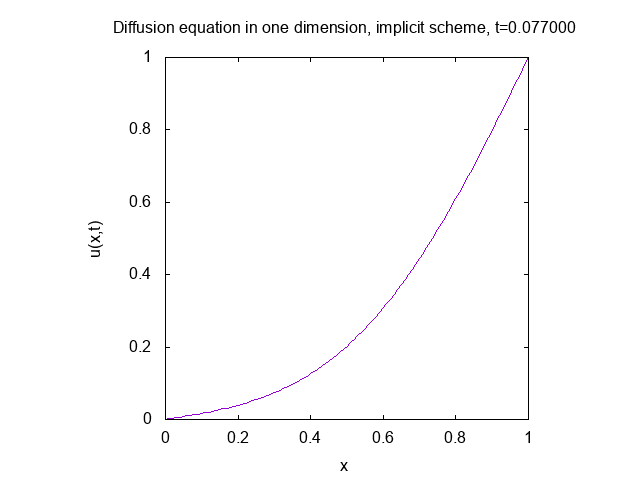 Diffusion equation in one dimension, implicit scheme, t=0.077000
1
0.8
0.6
0.4
0.2
0
u(x,t)
0 0.2 0.4 0.6 0.8 1
x